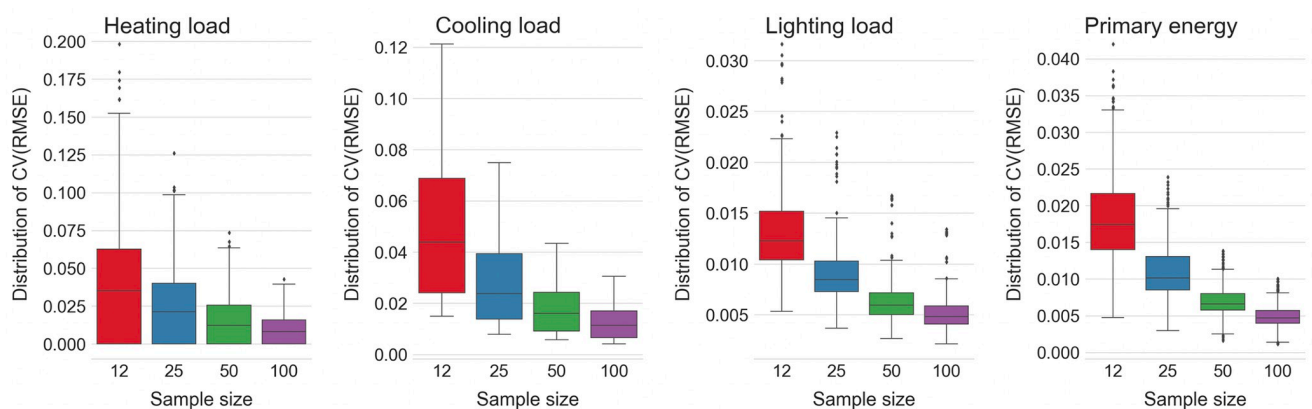 Heating load
Distribution of CV(RMSE)
0.200
0.175
0.150
0.125
0.100
0.075
0.050
0.025
0.000
12 25 50 100
Sample size
Cooling load
Distribution of CV(RMSE)
0.12
0.10
0.08
0.06
0.04
0.02
0.00
12 25 50 100
Sample size
Lighting load
Distribution of CV(RMSE)
0.030
0.025
0.020
0.015
0.010
0.005
12 25 50 100
Sample size
Primary energy
Distribution of CV(RMSE)
0.040
0.035
0.030
0.025
0.020
0.015
0.010
0.005
0.000
12 25 50 100
Sample size